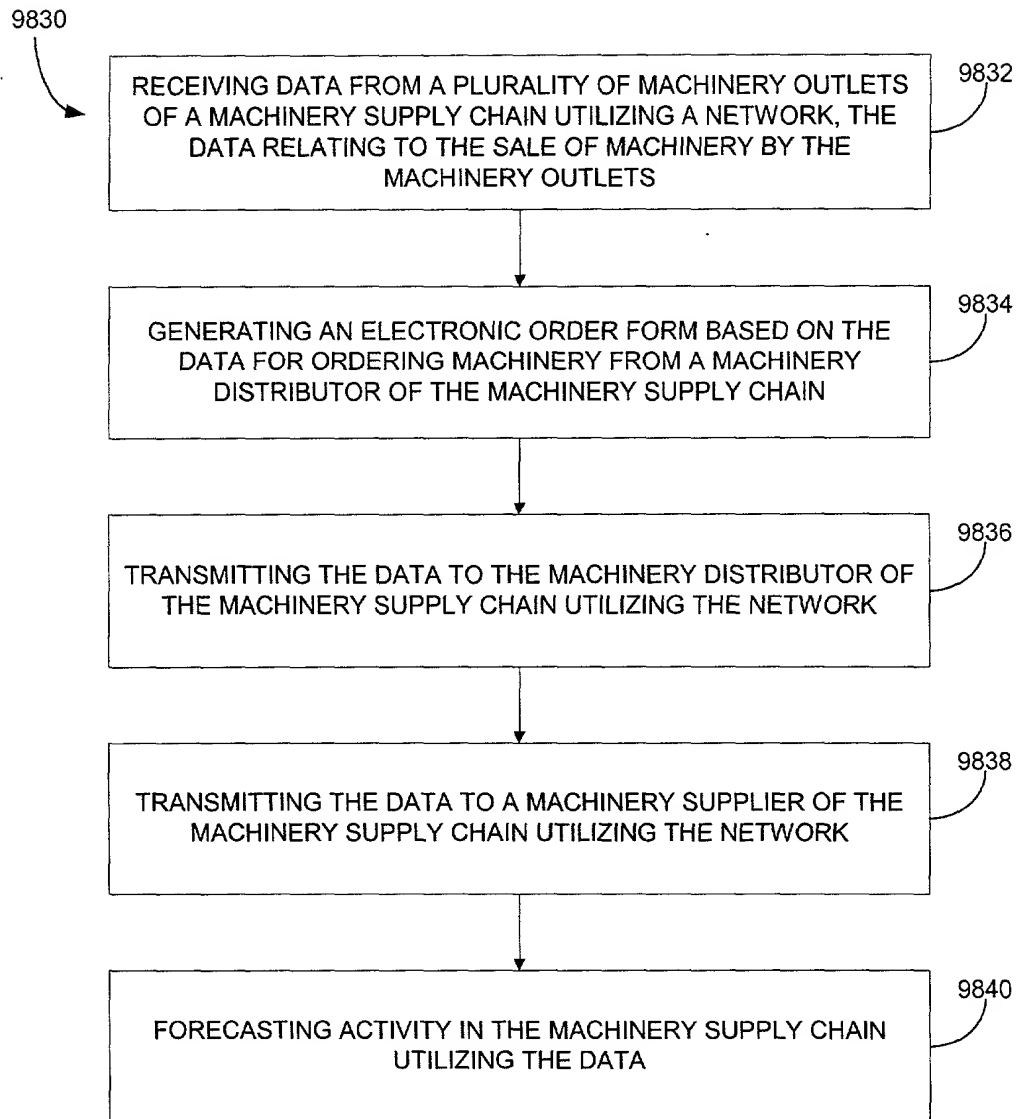 9830
RECEIVING DATA FROM A PLURALITY OF MACHINERY OUTLETS
OF A MACHINERY SUPPLY CHAIN UTILIZING A NETWORK, THE
DATA RELATING TO THE SALE OF MACHINERY BY THE
MACHINERY OUTLETS
9832
GENERATING AN ELECTRONIC ORDER FORM BASED ON THE
DATA FOR ORDERING MACHINERY FROM A MACHINERY
DISTRIBUTOR OF THE MACHINERY SUPPLY CHAIN
9834
TRANSMITTING THE DATA TO THE MACHINERY DISTRIBUTOR OF
THE MACHINERY SUPPLY CHAIN UTILIZING THE NETWORK
9836
TRANSMITTING THE DATA TO A MACHINERY SUPPLIER OF THE
MACHINERY SUPPLY CHAIN UTILIZING THE NETWORK
9838
FORECASTING ACTIVITY IN THE MACHINERY SUPPLY CHAIN
UTILIZING THE DATA
9840